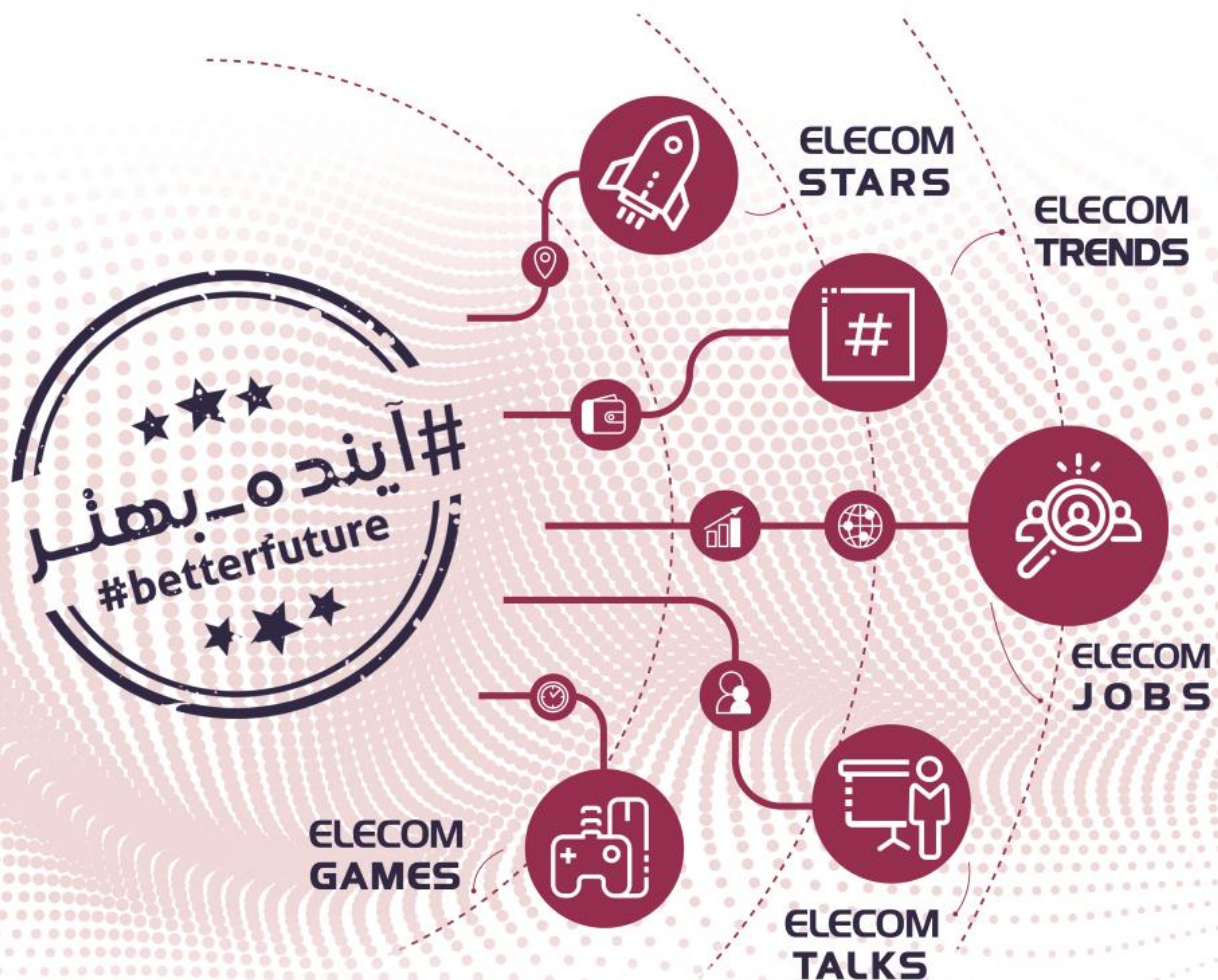 ELECOM
STARS
ELECOM
TRENDS
#آینده_بهتر
#betterfuture
#
ELECOM
JOBS
ELECOM
GAMES
ELECOM
TALKS